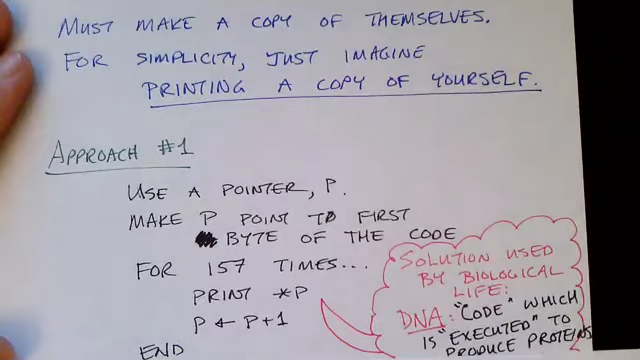 MUST MAKE A COPY OF THEMSELVES.
FOR SIMPLICITY, JUST IMAGINE
PRINTING A COPY OF YOURSELF.
APPROACH #1
USE A POINTER, P.
MAKE P POINT TO FIRST
BYTE OF THE CODE
FOR 157 TIMES...
PRINT *P
P ← P+1
END
SOLUTION USED
BY BIOLOGICAL
LIFE:
DNA: "CODE" WHICH
IS "EXECUTED" TO
PRODUCE PROTEINS